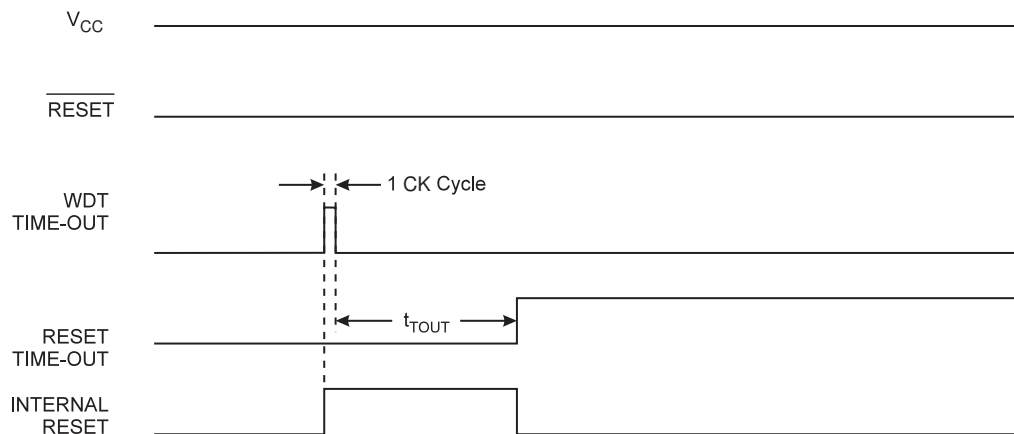 VCC
RESET
1 CK Cycle
WDT
TIME-OUT
tTOUT
RESET
TIME-OUT
INTERNAL
RESET